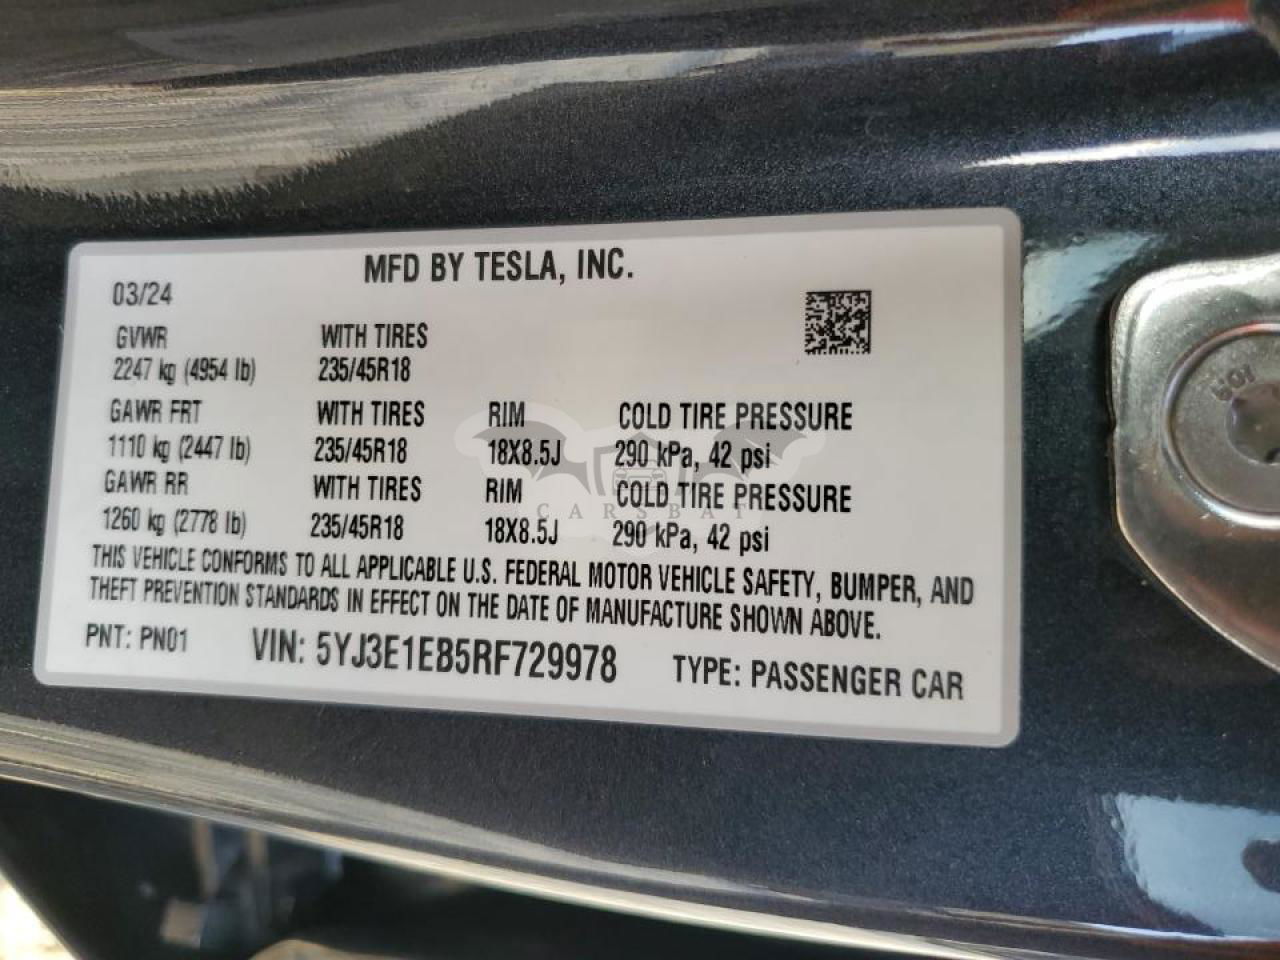 MFD BY TESLA, INC.
03/24
GVWR WITH TIRES
2247 kg (4954 lb) 235/45R18
GAWR FRT WITH TIRES RIM COLD TIRE PRESSURE
1110 kg (2447 lb) 235/45R18 18X8.5J 290 kPa, 42 psi
GAWR RR WITH TIRES RIM COLD TIRE PRESSURE
1260 kg (2778 lb) 235/45R18 18X8.5J 290 kPa, 42 psi
CARSBAT
THIS VEHICLE CONFORMS TO ALL APPLICABLE U.S. FEDERAL MOTOR VEHICLE SAFETY, BUMPER, AND
THEFT PREVENTION STANDARDS IN EFFECT ON THE DATE OF MANUFACTURE SHOWN ABOVE.
PNT: PN01 VIN: 5YJ3E1EB5RF729978 TYPE: PASSENGER CAR